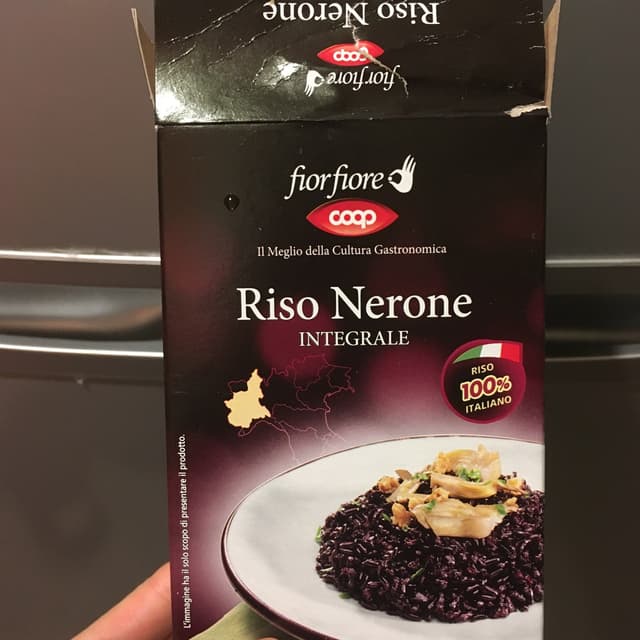 Riso Nerone
coop
fiorfiore
fiorfiore
coop
Il Meglio della Cultura Gastronomica
Riso Nerone
INTEGRALE
RISO
100%
ITALIANO
L'immagine ha il solo scopo di presentare il prodotto.